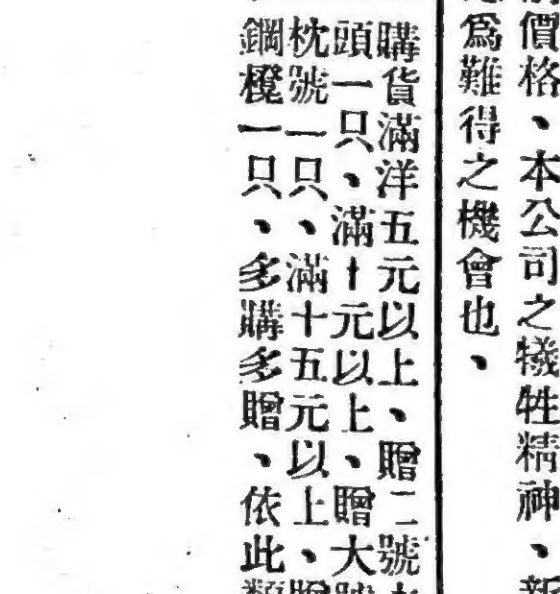 價格、本公司之犧牲精神、新
爲難得之機會也、
購貨滿洋五元以上、贈二號
頭一只、滿十元以上、贈大號
枕號一只、滿十五元以上、贈
鋼櫈一只、多購多贈、依此類